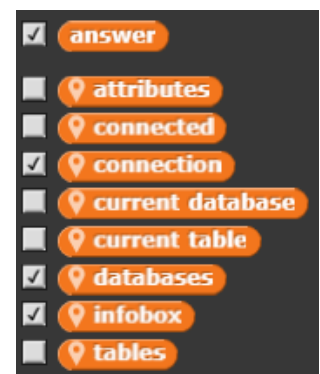 answer
attributes
connected
connection
current database
current table
databases
infobox
tables